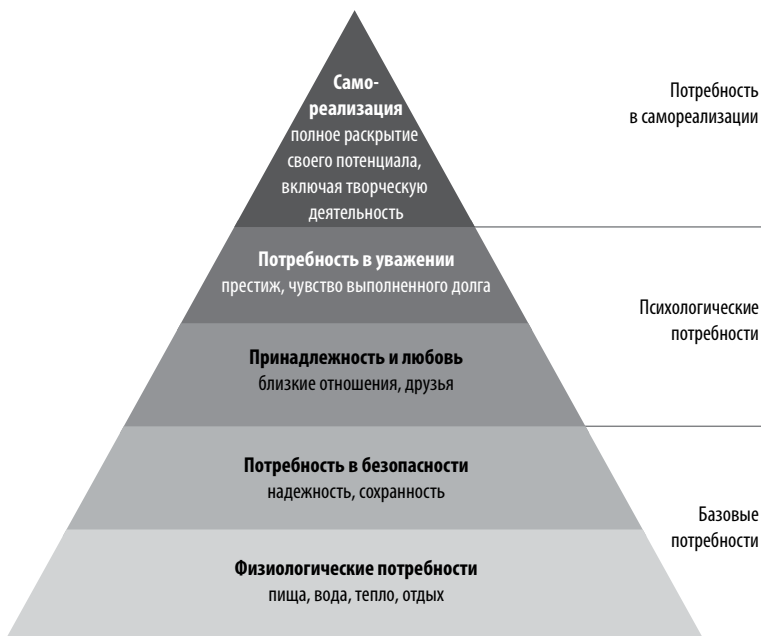 Само-
реализация
полное раскрытие
своего потенциала,
включая творческую
деятельность
Потребность
в самореализации
Потребность в уважении
престиж, чувство выполненного долга
Психологические
потребности
Принадлежность и любовь
близкие отношения, друзья
Потребность в безопасности
надежность, сохранность
Базовые
потребности
Физиологические потребности
пища, вода, тепло, отдых